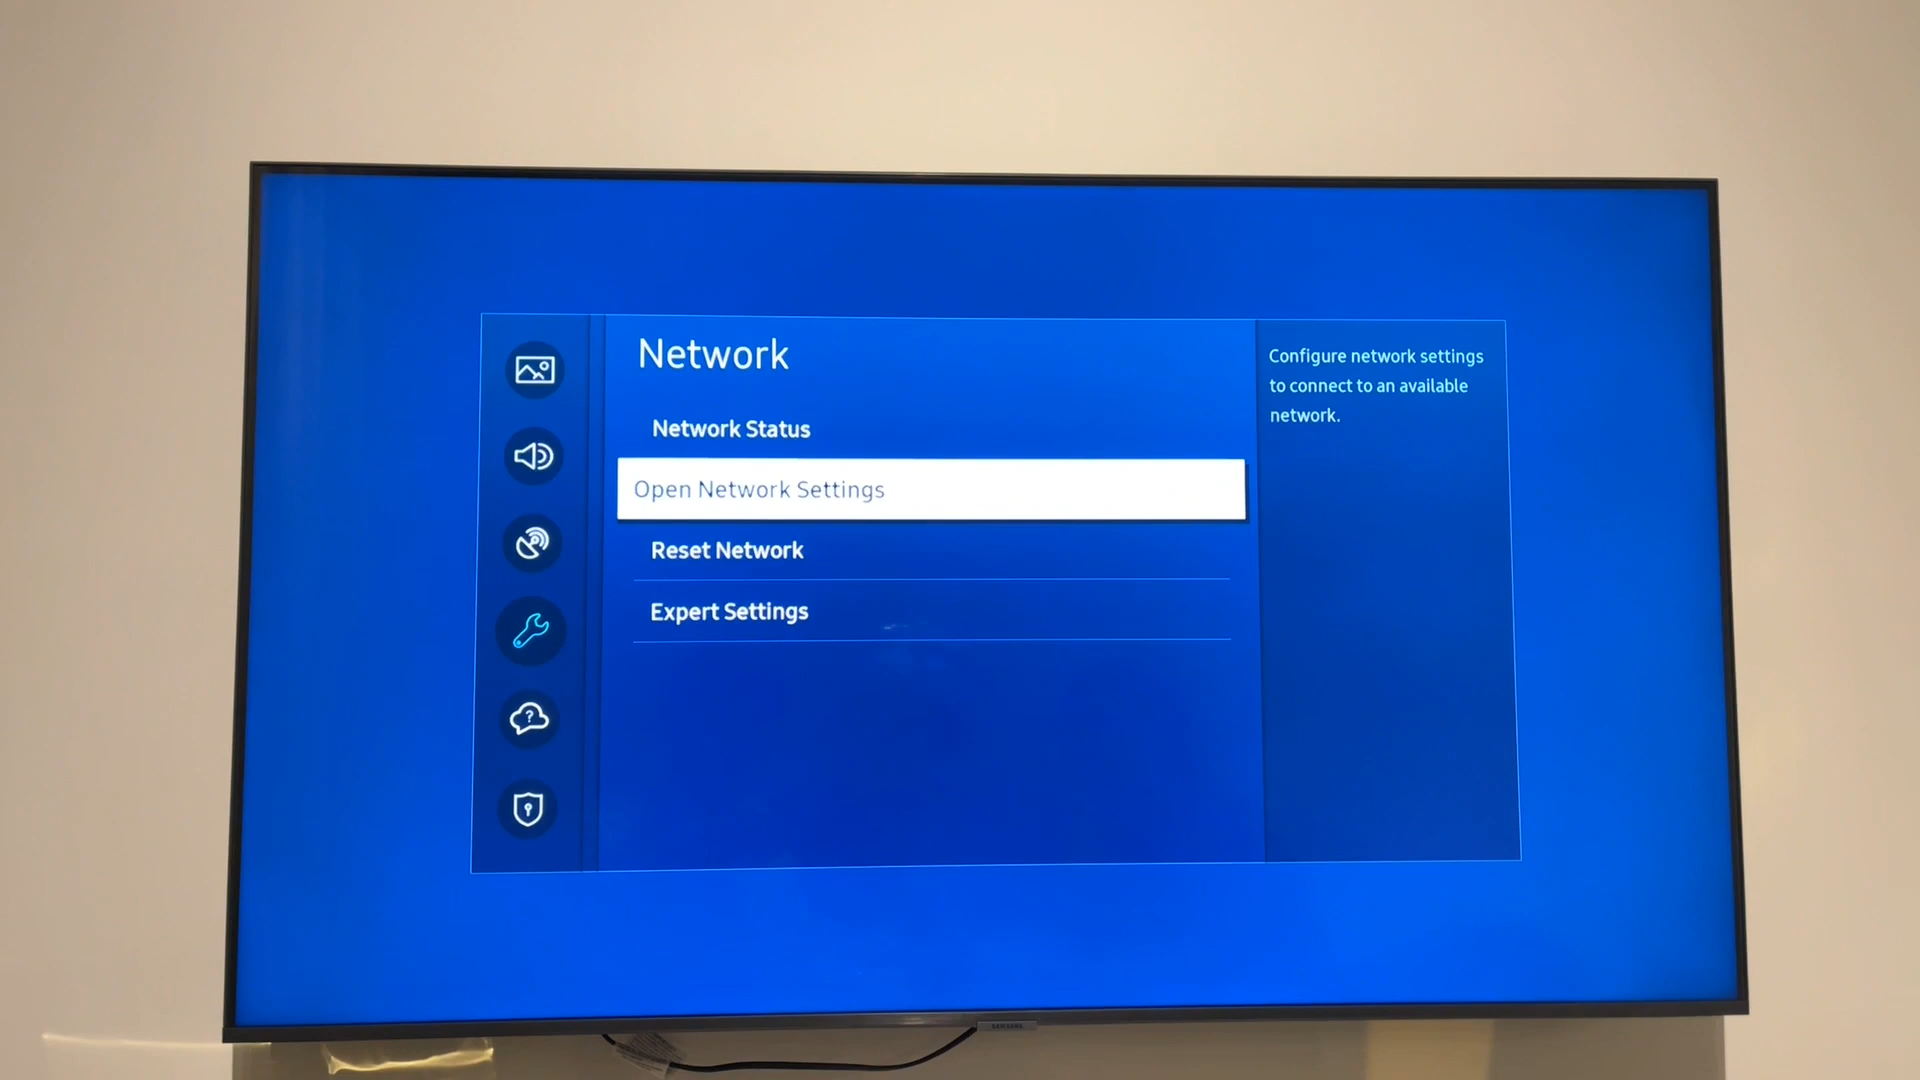 Network
Network Status
Open Network Settings
Reset Network
Expert Settings
Configure network settings
to connect to an available
network.
SAMSUNG